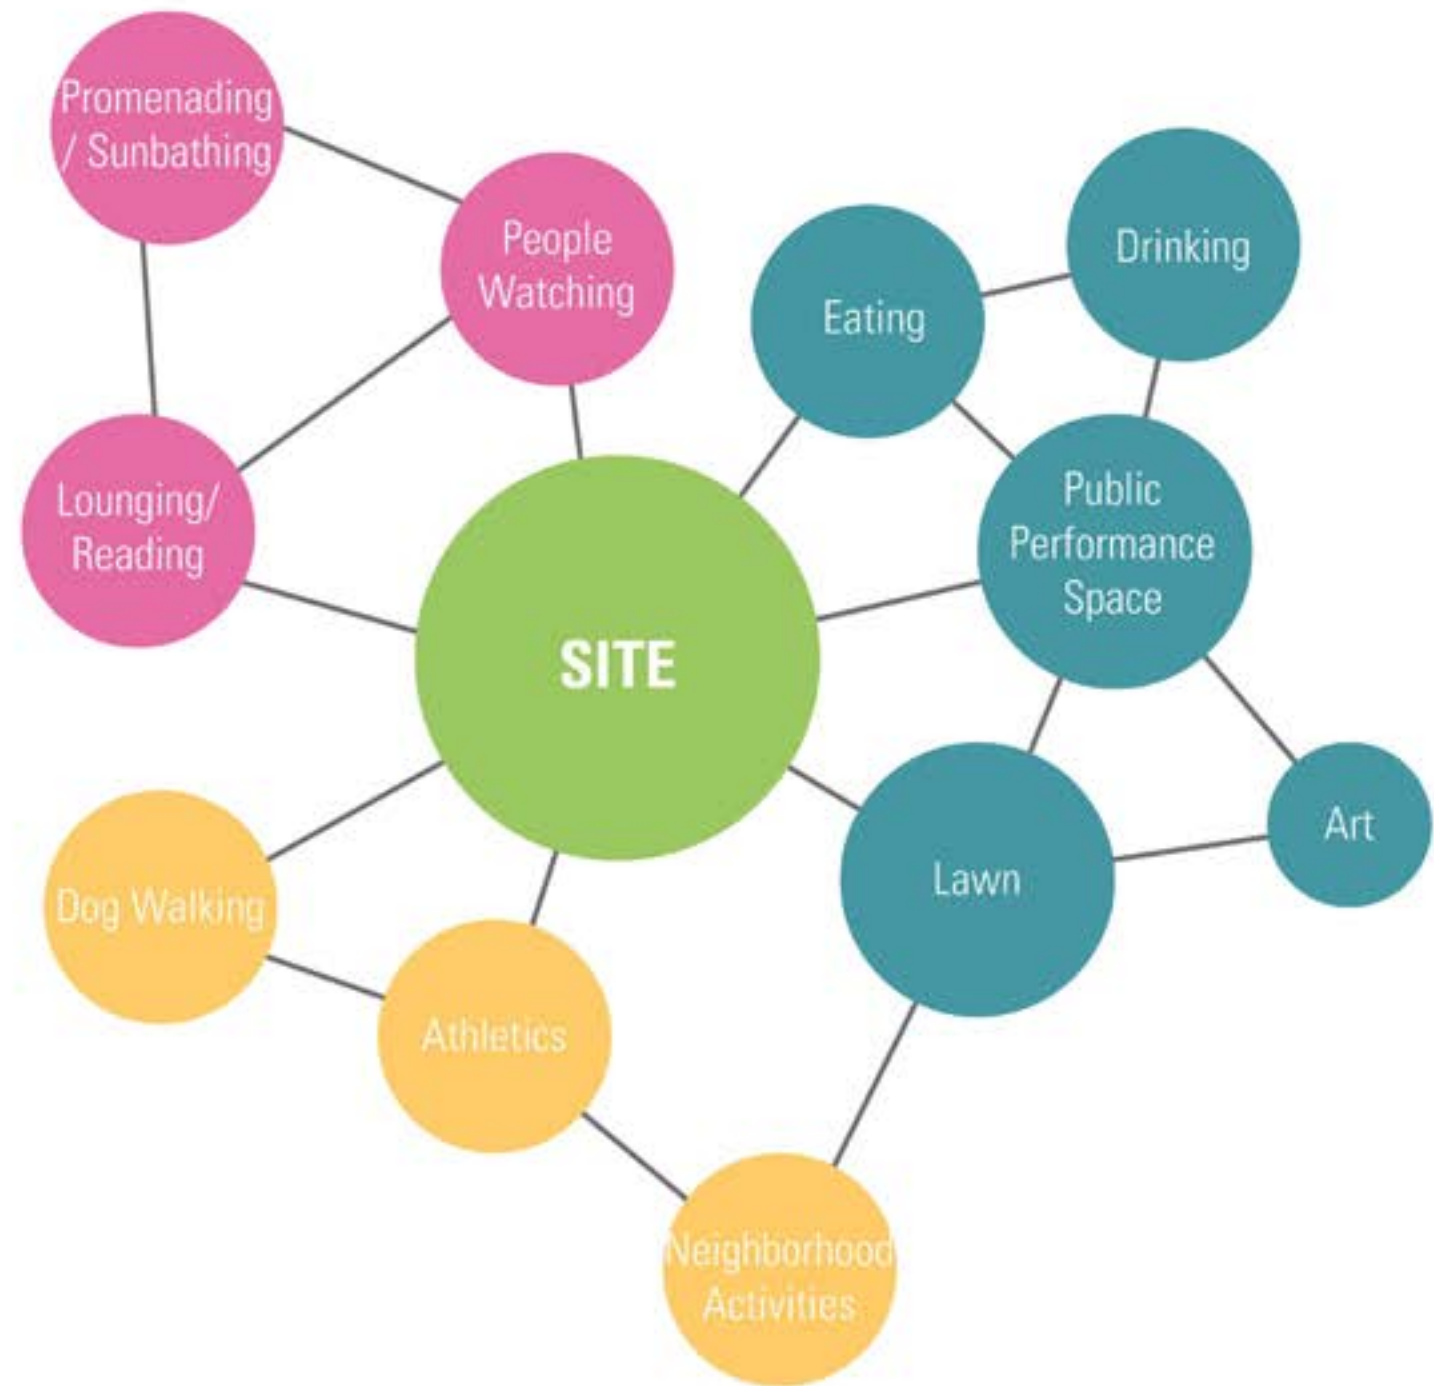 Promenading
/ Sunbathing
People
Watching
Drinking
Eating
Lounging/
Reading
Public
Performance
Space
SITE
Art
Lawn
Dog Walking
Athletics
Neighborhood
Activities